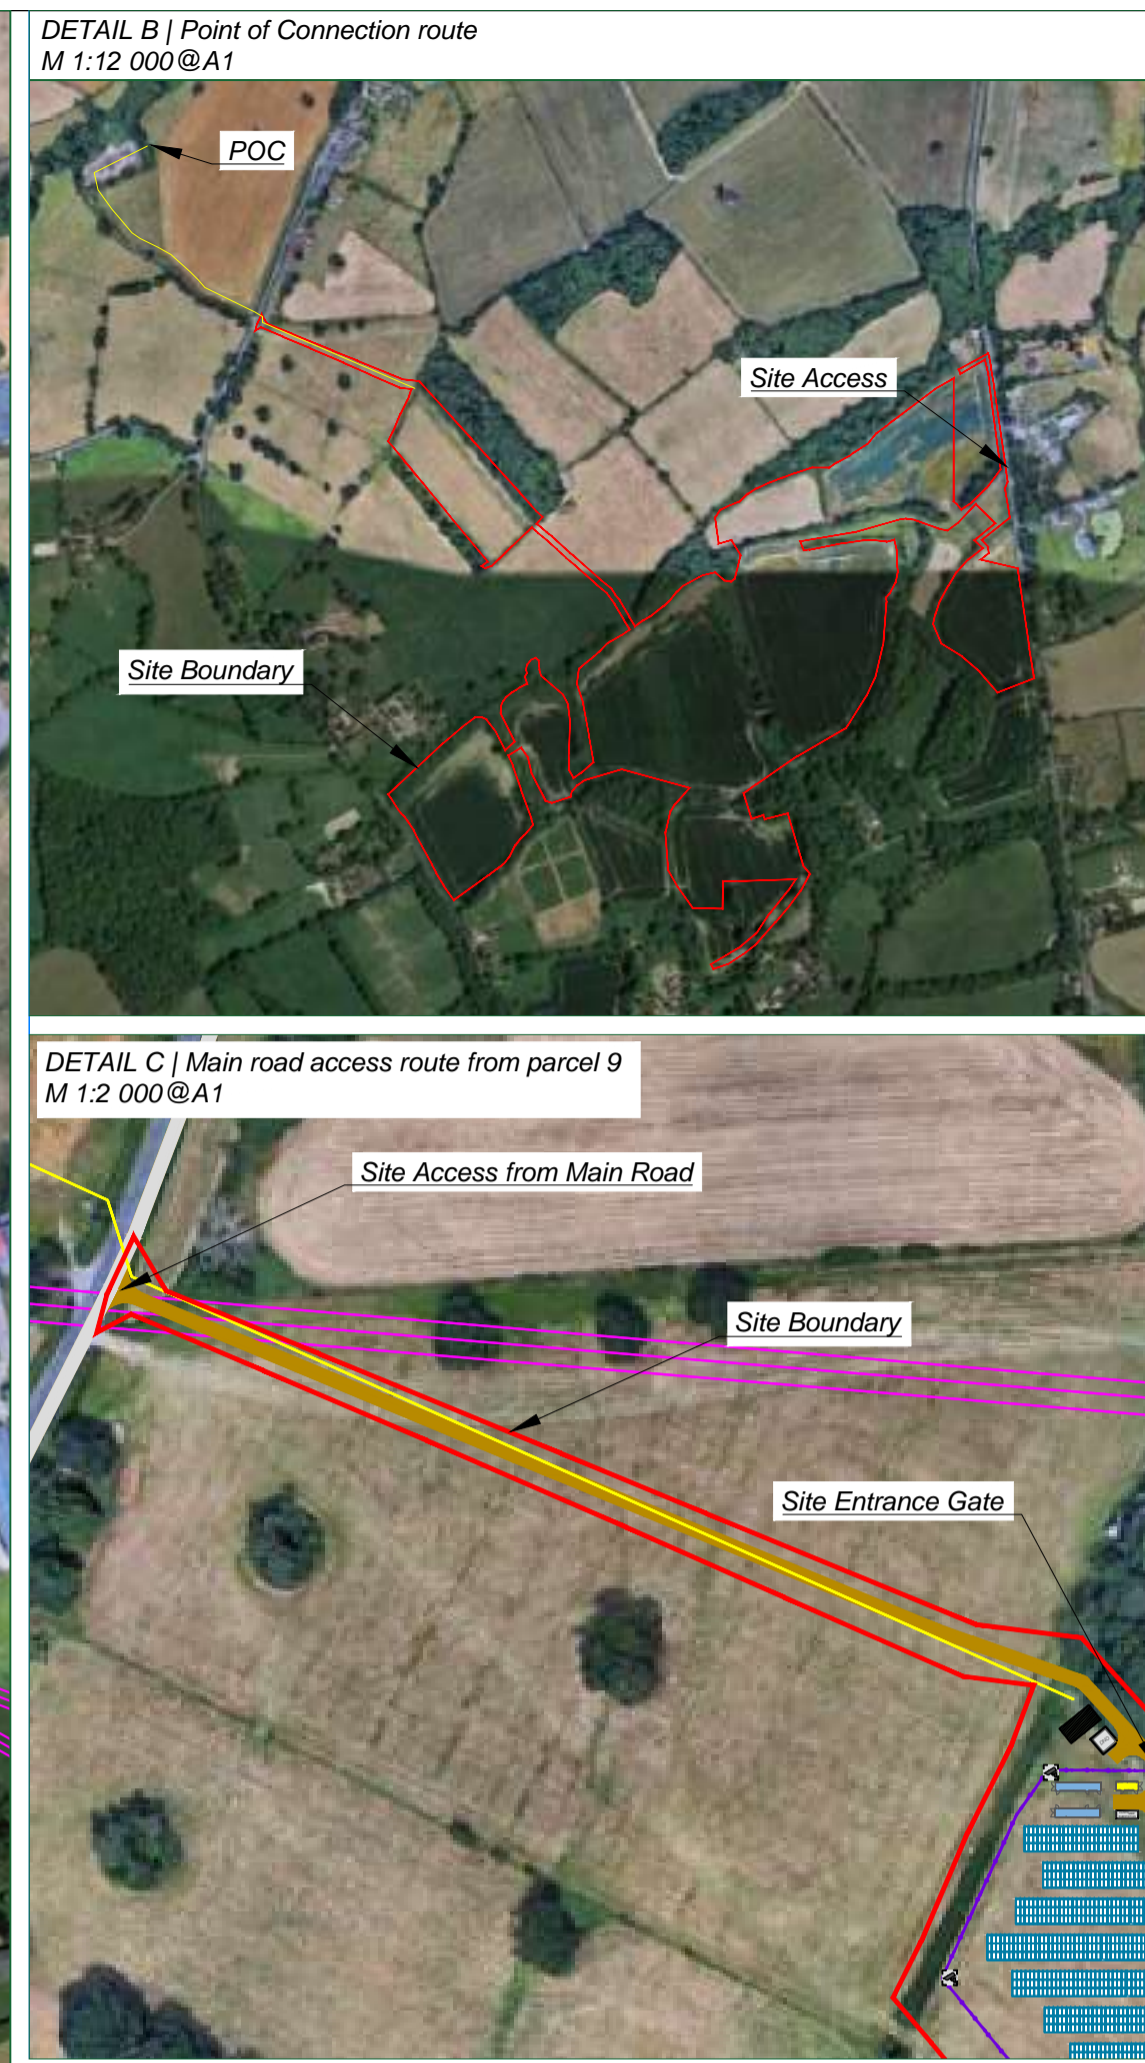 DETAIL B | Point of Connection route
M 1:12 000@A1
POC
Site Access
Site Boundary
DETAIL C | Main road access route from parcel 9
M 1:2 000@A1
Site Access from Main Road
Site Boundary
Site Entrance Gate